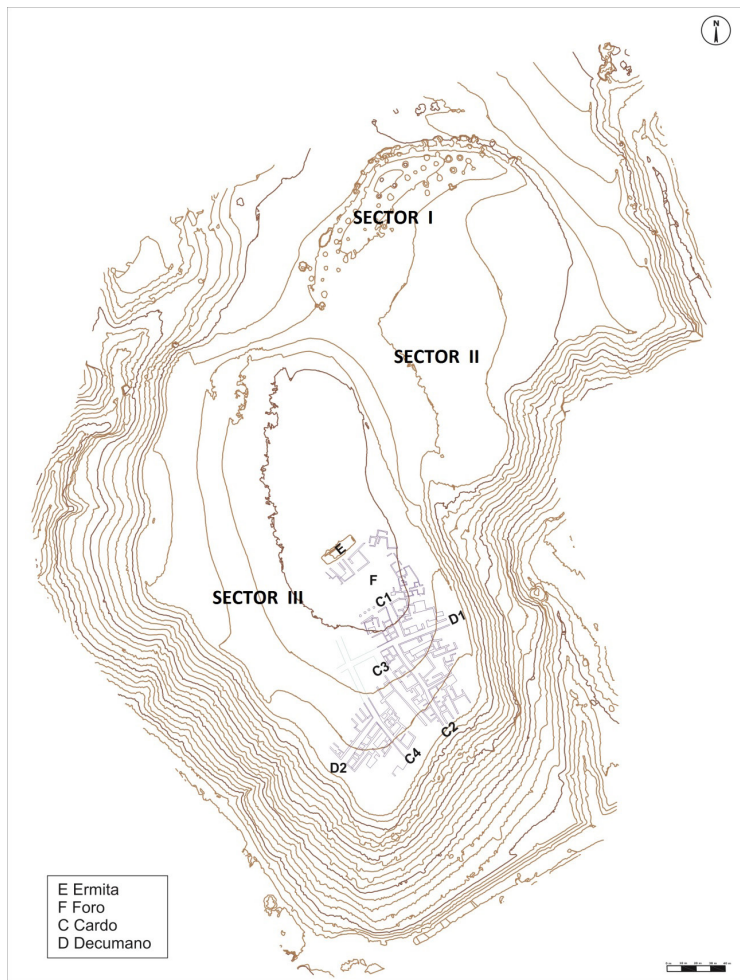 N
SECTOR I
SECTOR II
E
F
SECTOR III
C1
D1
C3
C2
C4
D2
E Ermita
F Foro
C Cardo
D Decumano